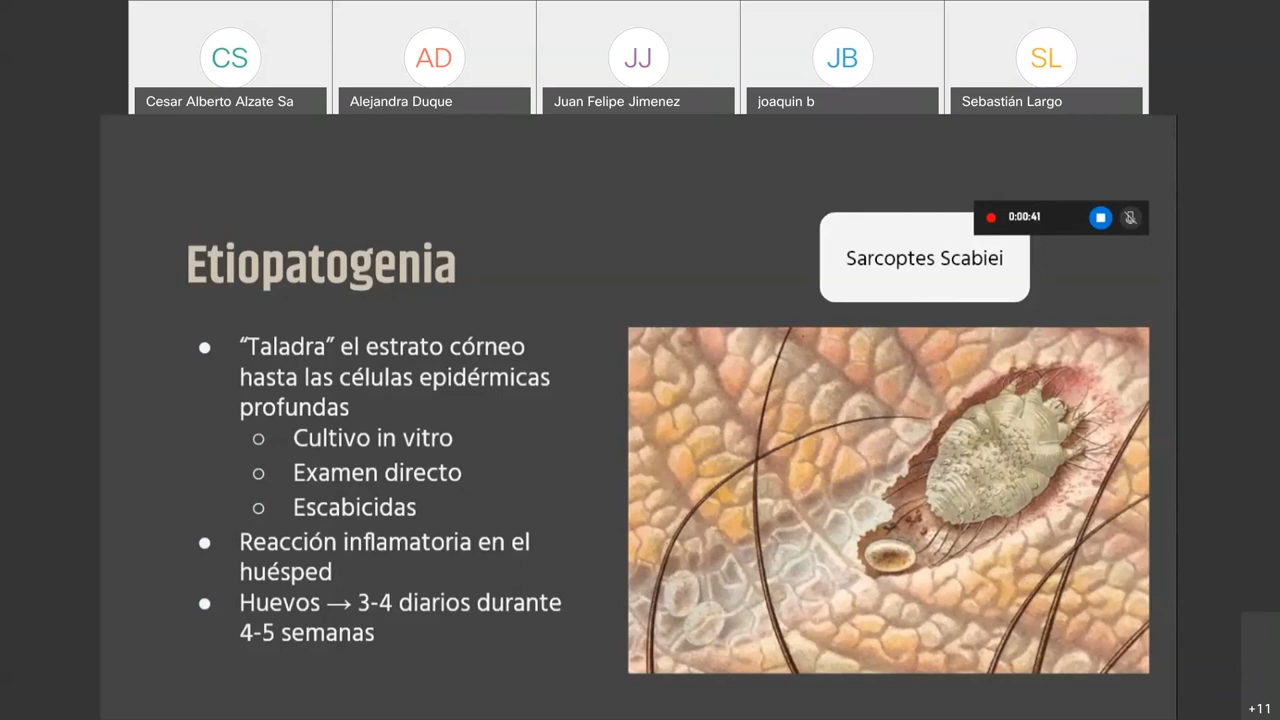 CS
AD
JJ
JB
SL
Cesar Alberto Alzate Sa
Alejandra Duque
Juan Felipe Jimenez
joaquin b
Sebastián Largo
0:00:41
Sarcoptes Scabiei
Etiopatogenia
● “Taladra” el estrato córneo
hasta las células epidérmicas
profundas
○ Cultivo in vitro
○ Examen directo
○ Escabicidas
● Reacción inflamatoria en el
huésped
● Huevos → 3-4 diarios durante
4-5 semanas
+11